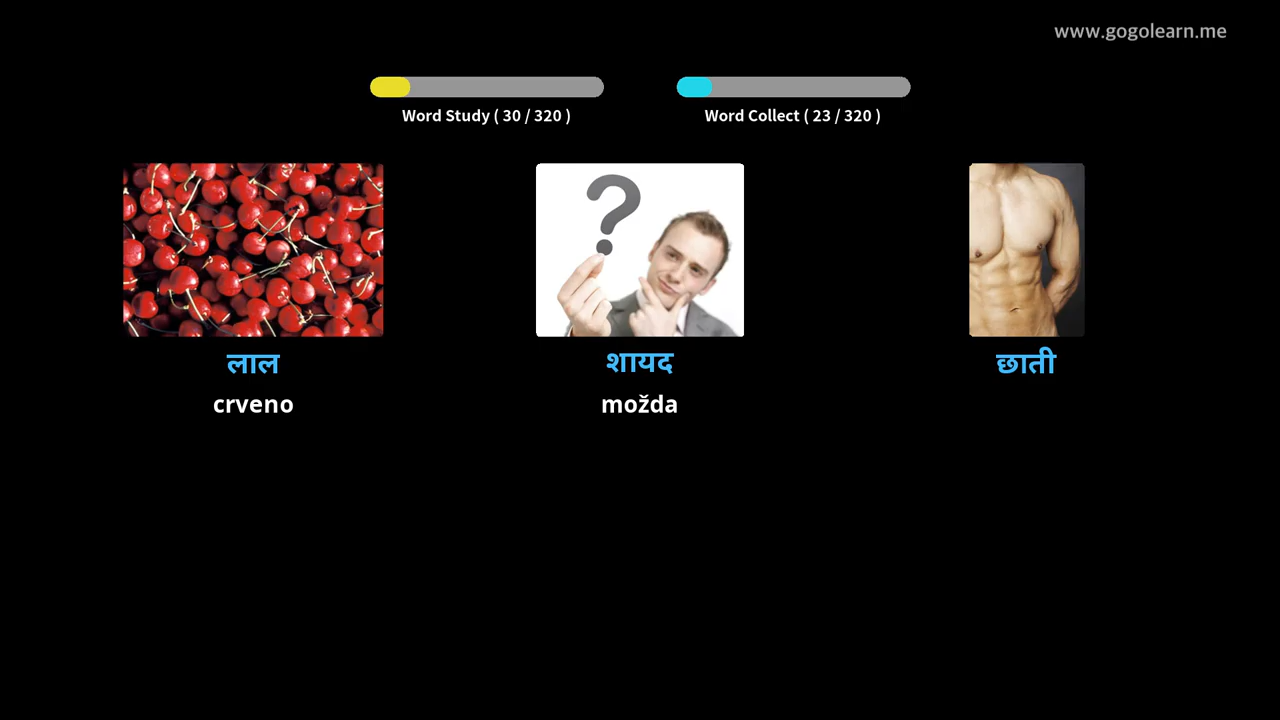 www.gogolearn.me
Word Study ( 30 / 320 )
Word Collect ( 23 / 320 )
लाल
शायद
छाती
crveno
možda